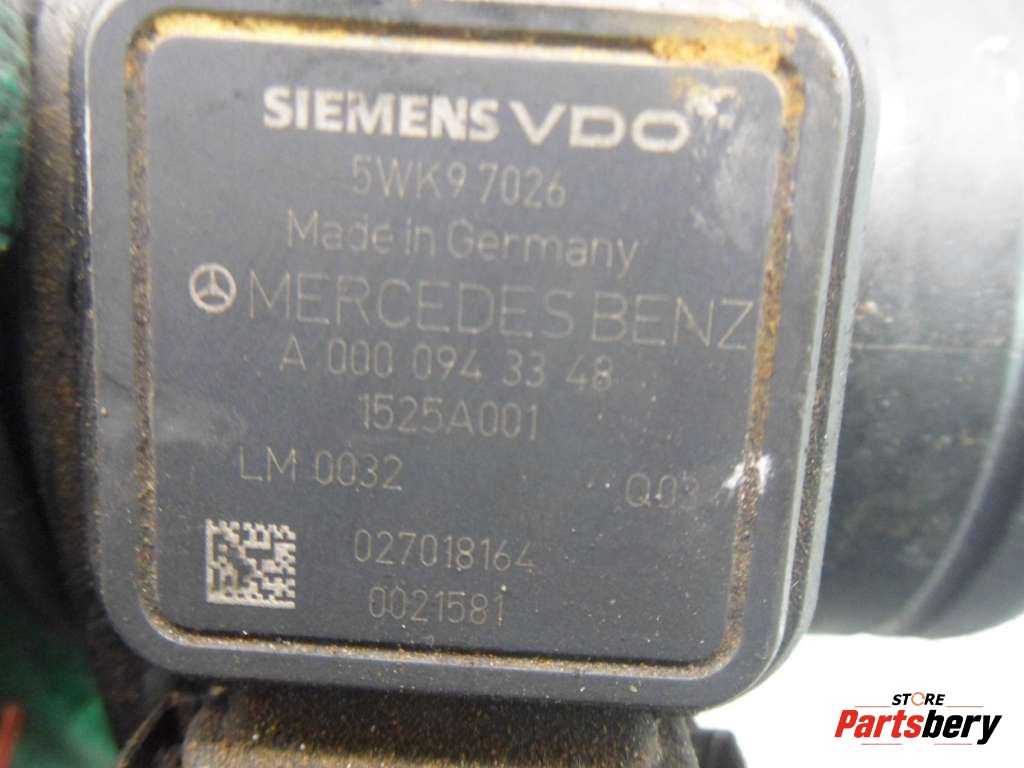 SIEMENS VDO
5WK9 7026
Made in Germany
MERCEDES BENZ
A 000 094 33 48
1525A001
LM 0032
027018164
0021581
STORE
Partsbery